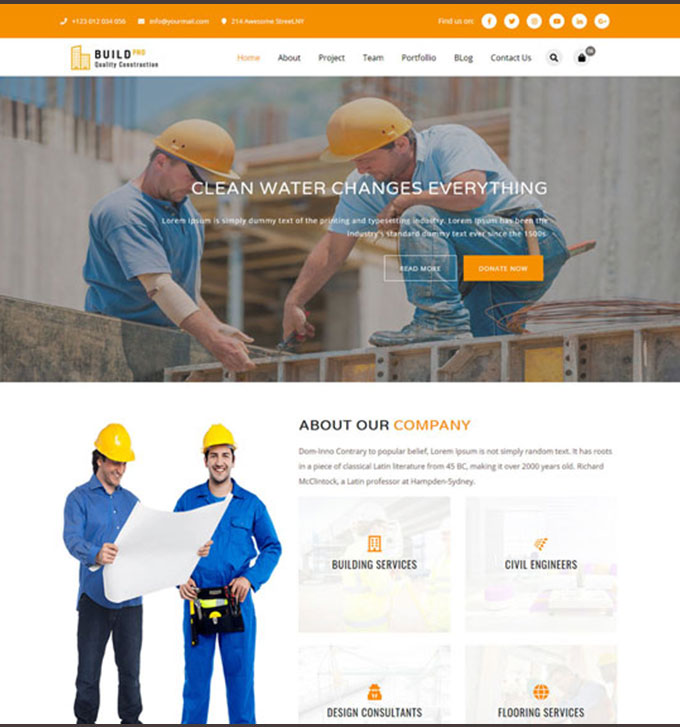 +123 012 034 056 info@yourmail.com 214 Awesome Street,NY Find us on:
BUILD PRO
Quality Construction
Home About Project Team Portfollio BLog Contact Us
CLEAN WATER CHANGES EVERYTHING
Lorem Ipsum is simply dummy text of the printing and typesetting industry. Lorem Ipsum has been the
industry's standard dummy text ever since the 1500s.
READ MORE DONATE NOW
ABOUT OUR COMPANY
Dom-Inno Contrary to popular belief, Lorem Ipsum is not simply random text. It has roots
in a piece of classical Latin literature from 45 BC, making it over 2000 years old. Richard
McClintock, a Latin professor at Hampden-Sydney.
BUILDING SERVICES CIVIL ENGINEERS
DESIGN CONSULTANTS FLOORING SERVICES